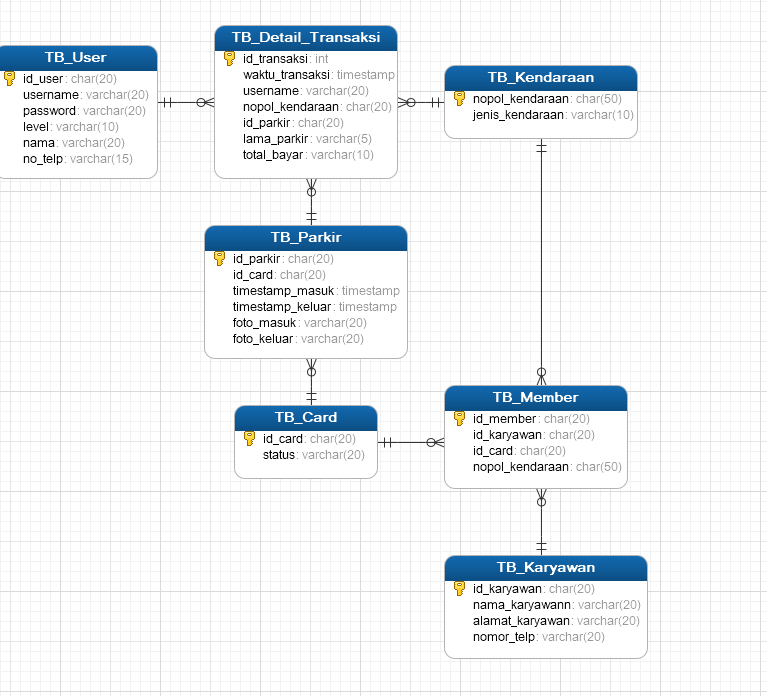 TB_User
id_user: char(20)
username: varchar(20)
password: varchar(20)
level: varchar(10)
nama: varchar(20)
no_telp: varchar(15)
TB_Detail_Transaksi
id_transaksi: int
waktu_transaksi: timestamp
username: varchar(20)
nopol_kendaraan: char(20)
id_parkir: char(20)
lama_parkir: varchar(5)
total_bayar: varchar(10)
TB_Kendaraan
nopol_kendaraan: char(50)
jenis_kendaraan: varchar(10)
TB_Parkir
id_parkir: char(20)
id_card: char(20)
timestamp_masuk: timestamp
timestamp_keluar: timestamp
foto_masuk: varchar(20)
foto_keluar: varchar(20)
TB_Card
id_card: char(20)
status: varchar(20)
TB_Member
id_member: char(20)
id_karyawan: char(20)
id_card: char(20)
nopol_kendaraan: char(50)
TB_Karyawan
id_karyawan: char(20)
nama_karyawann: varchar(20)
alamat_karyawan: varchar(20)
nomor_telp: varchar(20)